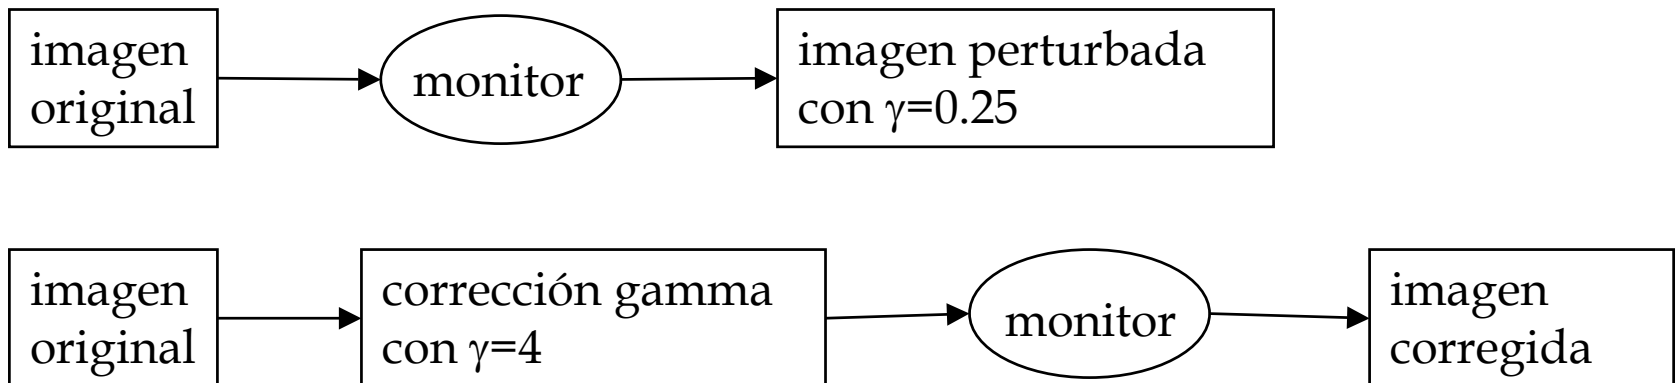 imagen
original
monitor
imagen perturbada
con γ=0.25
imagen
original
corrección gamma
con γ=4
monitor
imagen
corregida